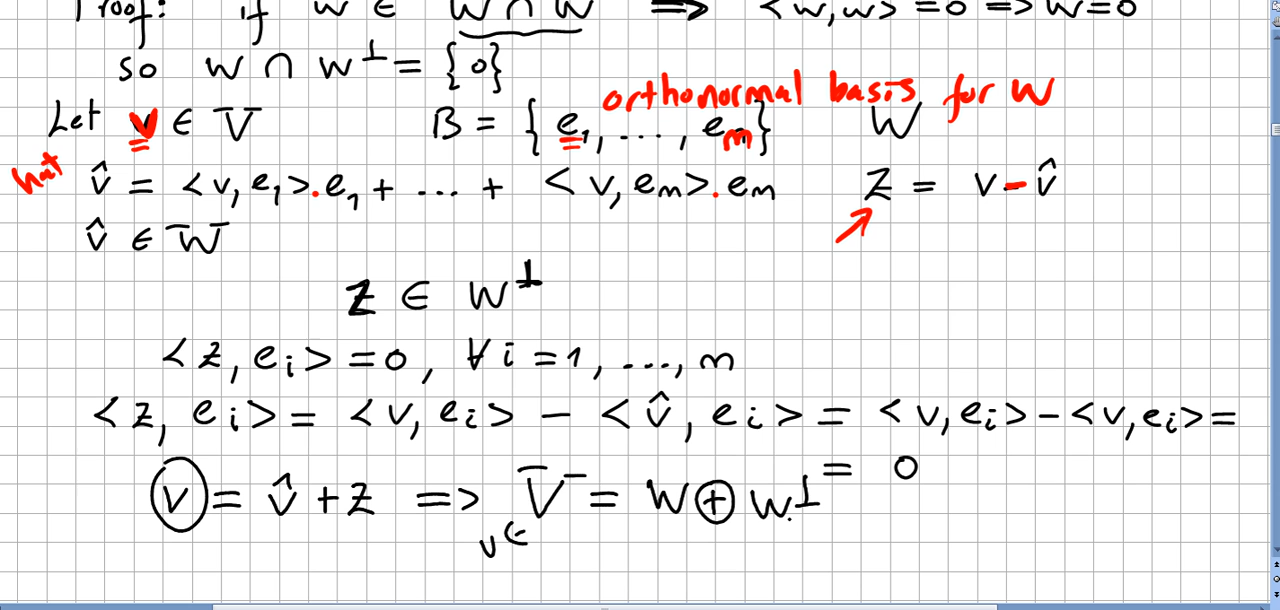 Proof: if w ∈ W ∩ W => <w,w> =0 => w=0
so W ∩ W⊥ = {0}
orthonormal basis for W
Let v ∈ V B = {e₁, ..., eₘ} W
hat v̂ = <v,e₁>.e₁ + ... + <v,eₘ>.eₘ z = v - v̂
v̂ ∈ W
z ∈ W⊥
<z,eᵢ> =0, ∀i =1, ..., m
<z,eᵢ> = <v,eᵢ> - <v̂,eᵢ> = <v,eᵢ> - <v,eᵢ> =
= 0
v = v̂ + z => V = W ⊕ W⊥
v ∈